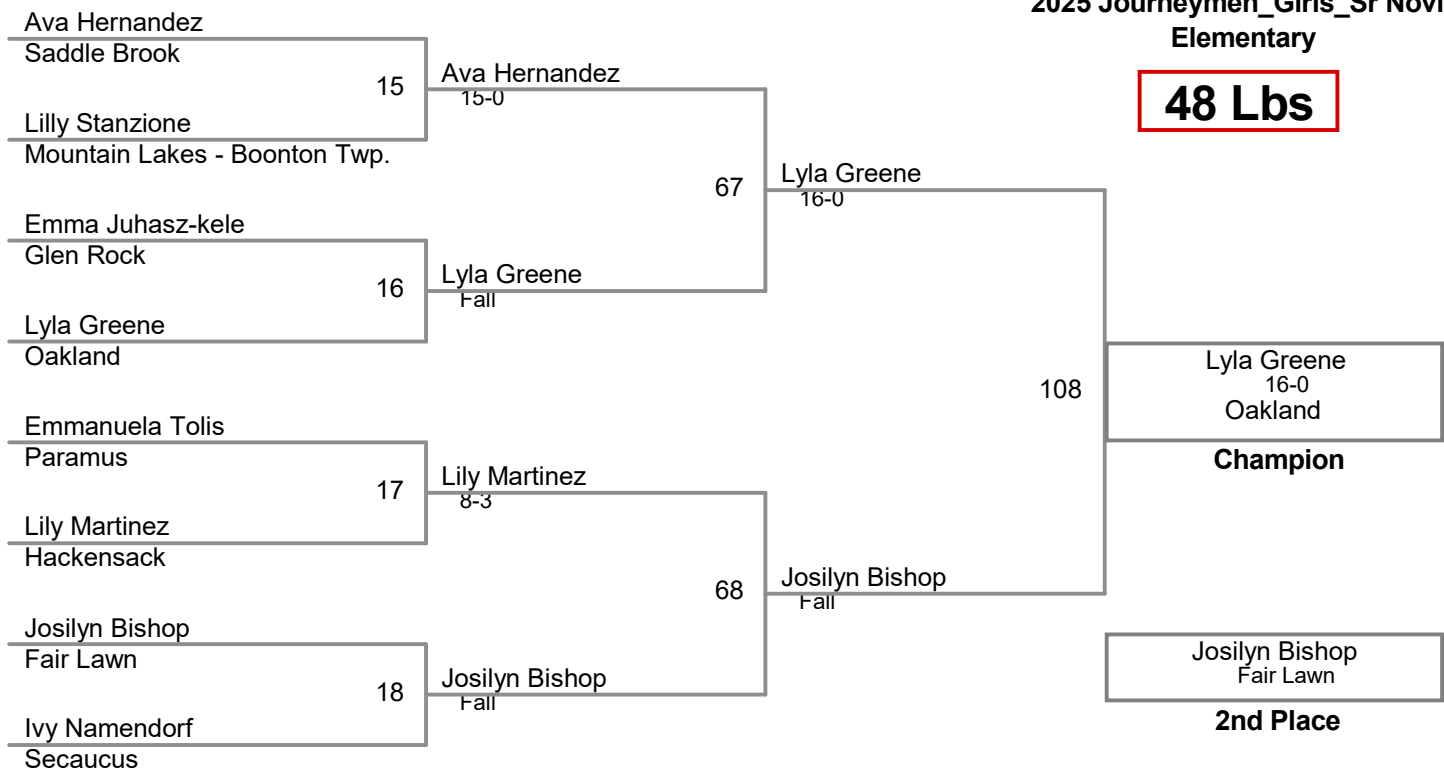 2025 Journeymen_Girls_Sr Novi
Elementary
48 Lbs
Ava Hernandez
Saddle Brook
15
Ava Hernandez
15-0
Lilly Stanzione
Mountain Lakes - Boonton Twp.
67
Lyla Greene
16-0
Emma Juhasz-kele
Glen Rock
16
Lyla Greene
Fall
Lyla Greene
Oakland
108
Lyla Greene
16-0
Oakland
Champion
Emmanuela Tolis
Paramus
17
Lily Martinez
8-3
Lily Martinez
Hackensack
68
Josilyn Bishop
Fall
Josilyn Bishop
Fair Lawn
18
Josilyn Bishop
Fall
Ivy Namendorf
Secaucus
Josilyn Bishop
Fair Lawn
2nd Place